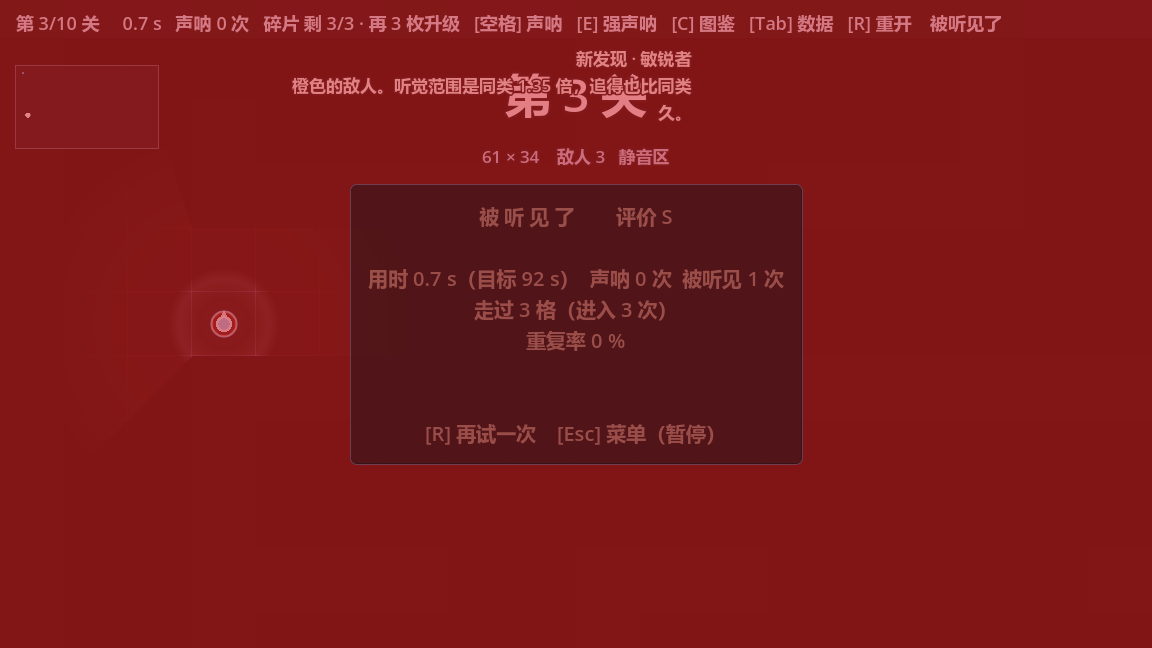 第 3/10 关 0.7 s 声呐 0 次 碎片 剩 3/3 · 再 3 枚升级 [空格] 声呐 [E] 强声呐 [C] 图鉴 [Tab] 数据 [R] 重开 被听见了
新发现 · 敏锐者
橙色的敌人。听觉范围是同类 1.35 倍，追得也比同类
久。
第 3 关
61 × 34 敌人 3 静音区
被 听 见 了 评价 S
用时 0.7 s（目标 92 s） 声呐 0 次 被听见 1 次
走过 3 格（进入 3 次）
重复率 0 %
[R] 再试一次 [Esc] 菜单（暂停）